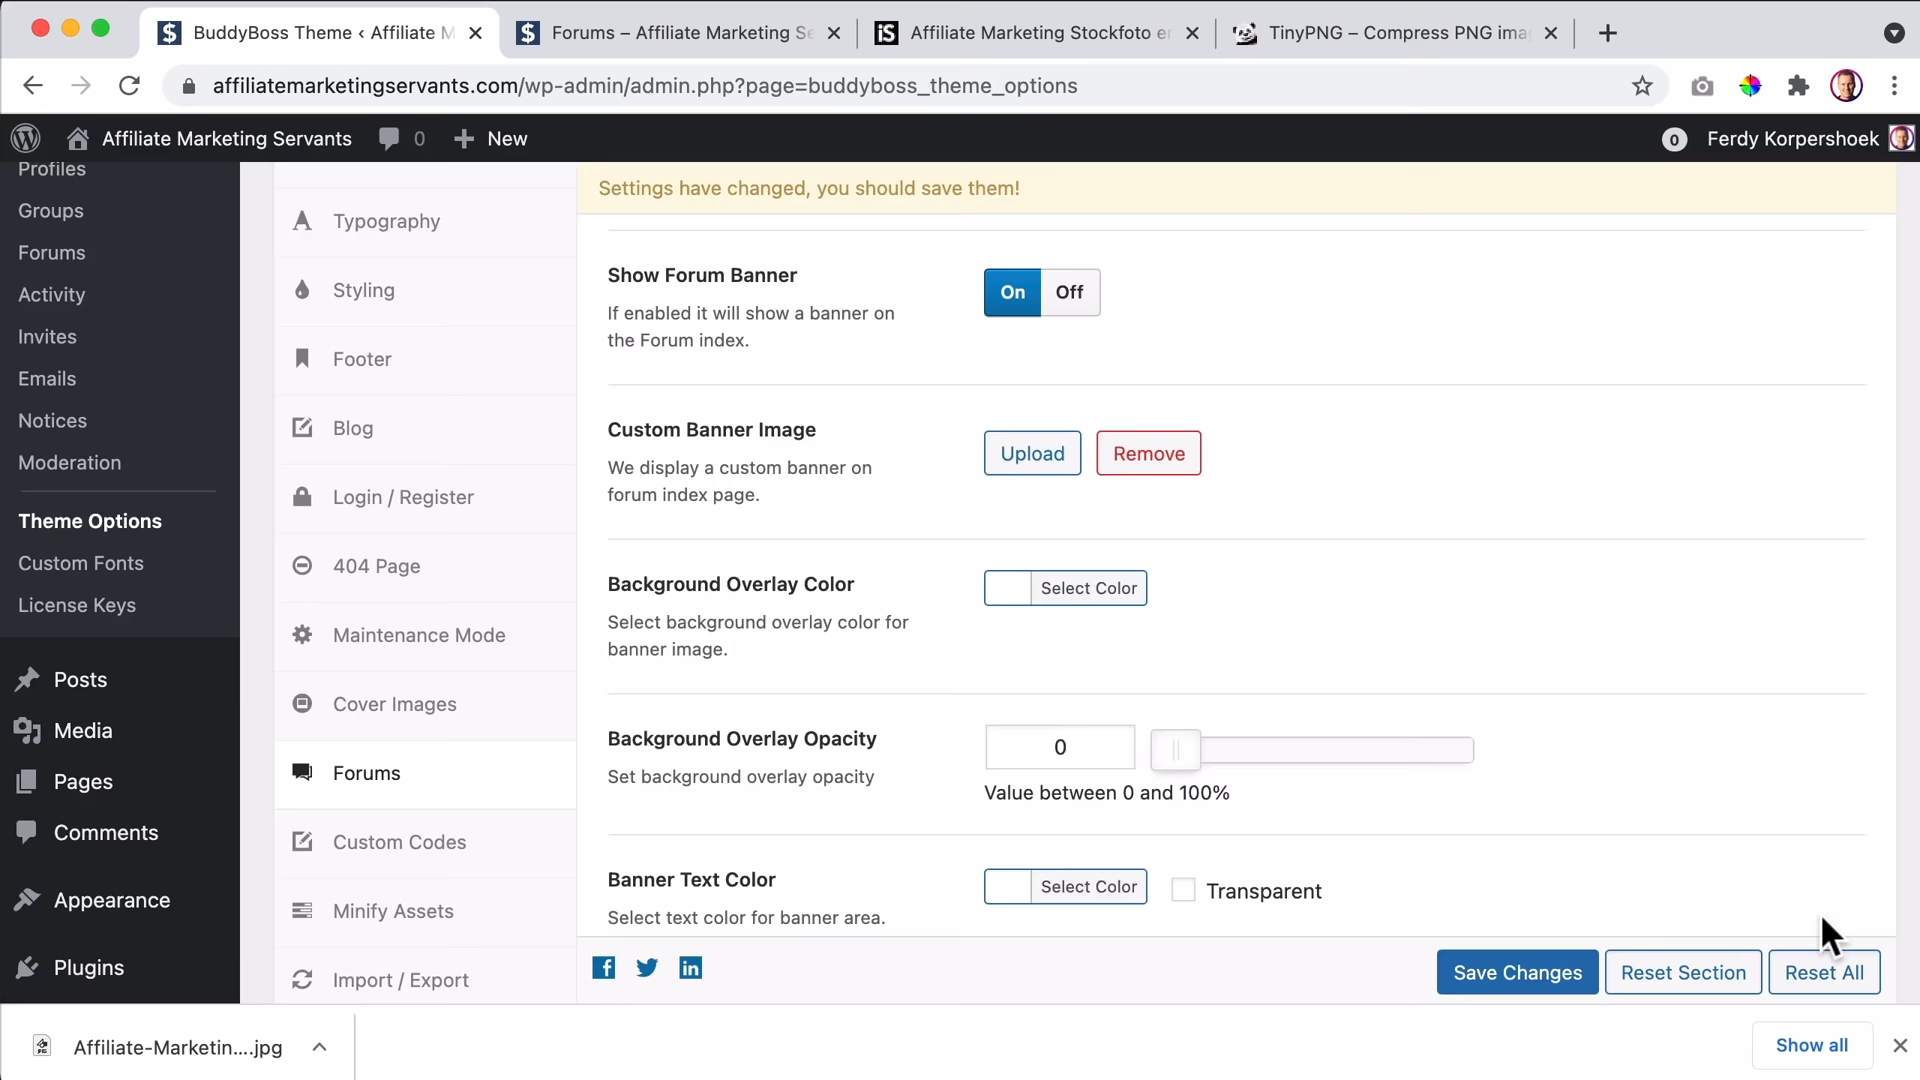 BuddyBoss Theme ‹ Affiliate M
Forums – Affiliate Marketing Se
iS
Affiliate Marketing Stockfoto en
TinyPNG – Compress PNG ima
affiliatemarketingservants.com/wp-admin/admin.php?page=buddyboss_theme_options
Affiliate Marketing Servants
0
New
0
Ferdy Korpershoek
Profiles
Groups
Forums
Activity
Invites
Emails
Notices
Moderation
Theme Options
Custom Fonts
License Keys
Posts
Media
Pages
Comments
Appearance
Plugins
Typography
Styling
Footer
Blog
Login / Register
404 Page
Maintenance Mode
Cover Images
Forums
Custom Codes
Minify Assets
Import / Export
Settings have changed, you should save them!
Show Forum Banner
If enabled it will show a banner on
the Forum index.
On
Off
Custom Banner Image
We display a custom banner on
forum index page.
Upload
Remove
Background Overlay Color
Select background overlay color for
banner image.
Select Color
Background Overlay Opacity
Set background overlay opacity
0
Value between 0 and 100%
Banner Text Color
Select text color for banner area.
Select Color
Transparent
Save Changes
Reset Section
Reset All
Affiliate-Marketin....jpg
Show all